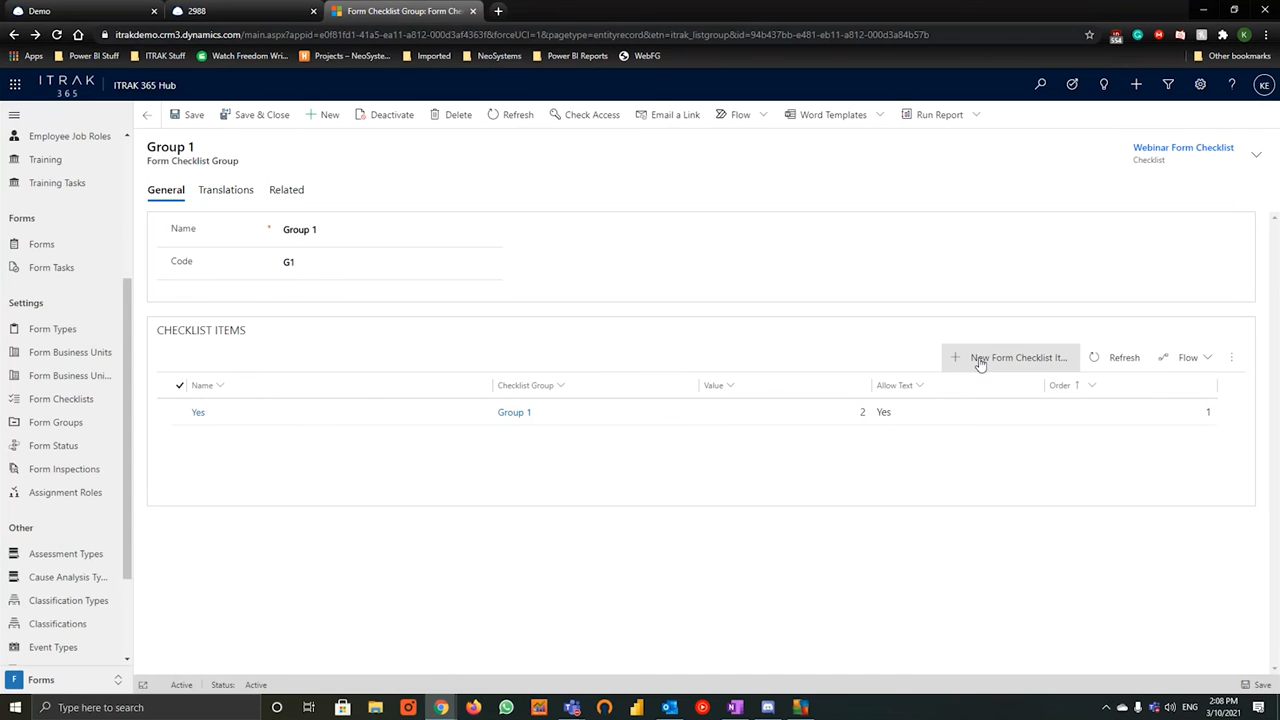 Demo
2988
Form Checklist Group: Form Che
itrakdemo.crm3.dynamics.com/main.aspx?appid=e0f81fd1-41a5-ea11-a812-000d3af4363f&forceUCI=1&pagetype=entityrecord&etn=itrak_listgroup&id=94b437bb-e481-eb11-a812-000d3a84b57b
Apps
Power BI Stuff
ITRAK Stuff
Watch Freedom Wri...
Projects – NeoSyste...
Imported
NeoSystems
Power BI Reports
WebFG
Other bookmarks
ITRAK 365
ITRAK 365 Hub
KE
Save
Save & Close
New
Deactivate
Delete
Refresh
Check Access
Email a Link
Flow
Word Templates
Run Report
Employee Job Roles
Training
Training Tasks
Forms
Forms
Form Tasks
Settings
Form Types
Form Business Units
Form Business Uni...
Form Checklists
Form Groups
Form Status
Form Inspections
Assignment Roles
Other
Assessment Types
Cause Analysis Ty...
Classification Types
Classifications
Event Types
F Forms
Group 1
Form Checklist Group
Webinar Form Checklist
Checklist
General Translations Related
Name * Group 1
Code G1
CHECKLIST ITEMS
New Form Checklist It...
Refresh
Flow
Name Checklist Group Value Allow Text Order
Yes Group 1 2 Yes 1
Active Status: Active
Save
Type here to search
2:08 PM
3/10/2021